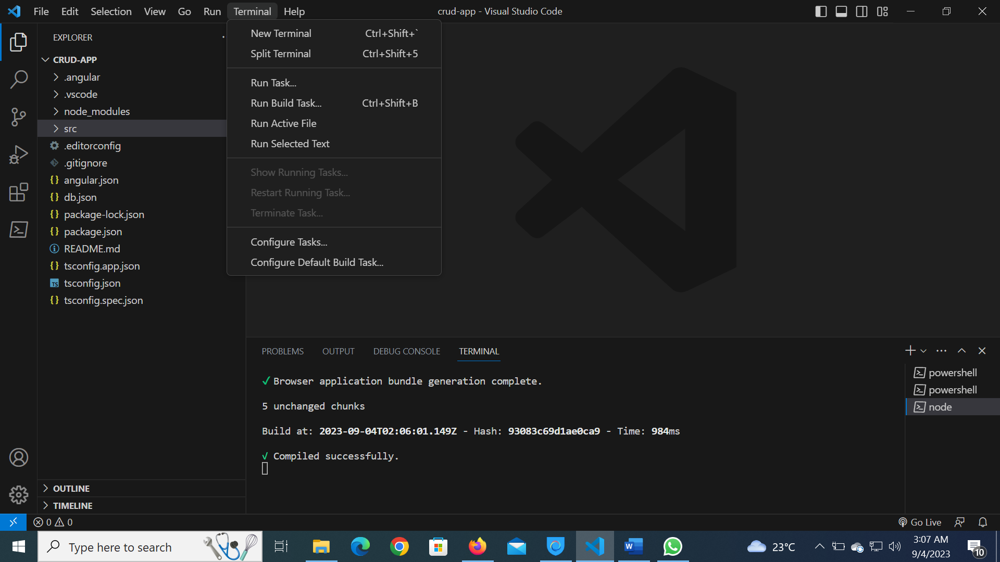 File Edit Selection View Go Run Terminal Help
crud-app - Visual Studio Code
EXPLORER
CRUD-APP
.angular
.vscode
node_modules
src
.editorconfig
.gitignore
angular.json
db.json
package-lock.json
package.json
README.md
tsconfig.app.json
TS tsconfig.json
tsconfig.spec.json
OUTLINE
TIMELINE
New Terminal Ctrl+Shift+`
Split Terminal Ctrl+Shift+5
Run Task...
Run Build Task... Ctrl+Shift+B
Run Active File
Run Selected Text
Show Running Tasks...
Restart Running Task...
Terminate Task...
Configure Tasks...
Configure Default Build Task...
PROBLEMS OUTPUT DEBUG CONSOLE TERMINAL
✓ Browser application bundle generation complete.
5 unchanged chunks
Build at: 2023-09-04T02:06:01.149Z - Hash: 93083c69d1ae0ca9 - Time: 984ms
√ Compiled successfully.
powershell
powershell
node
0 0
Go Live
Type here to search
W
23°C
3:07 AM
9/4/2023
10